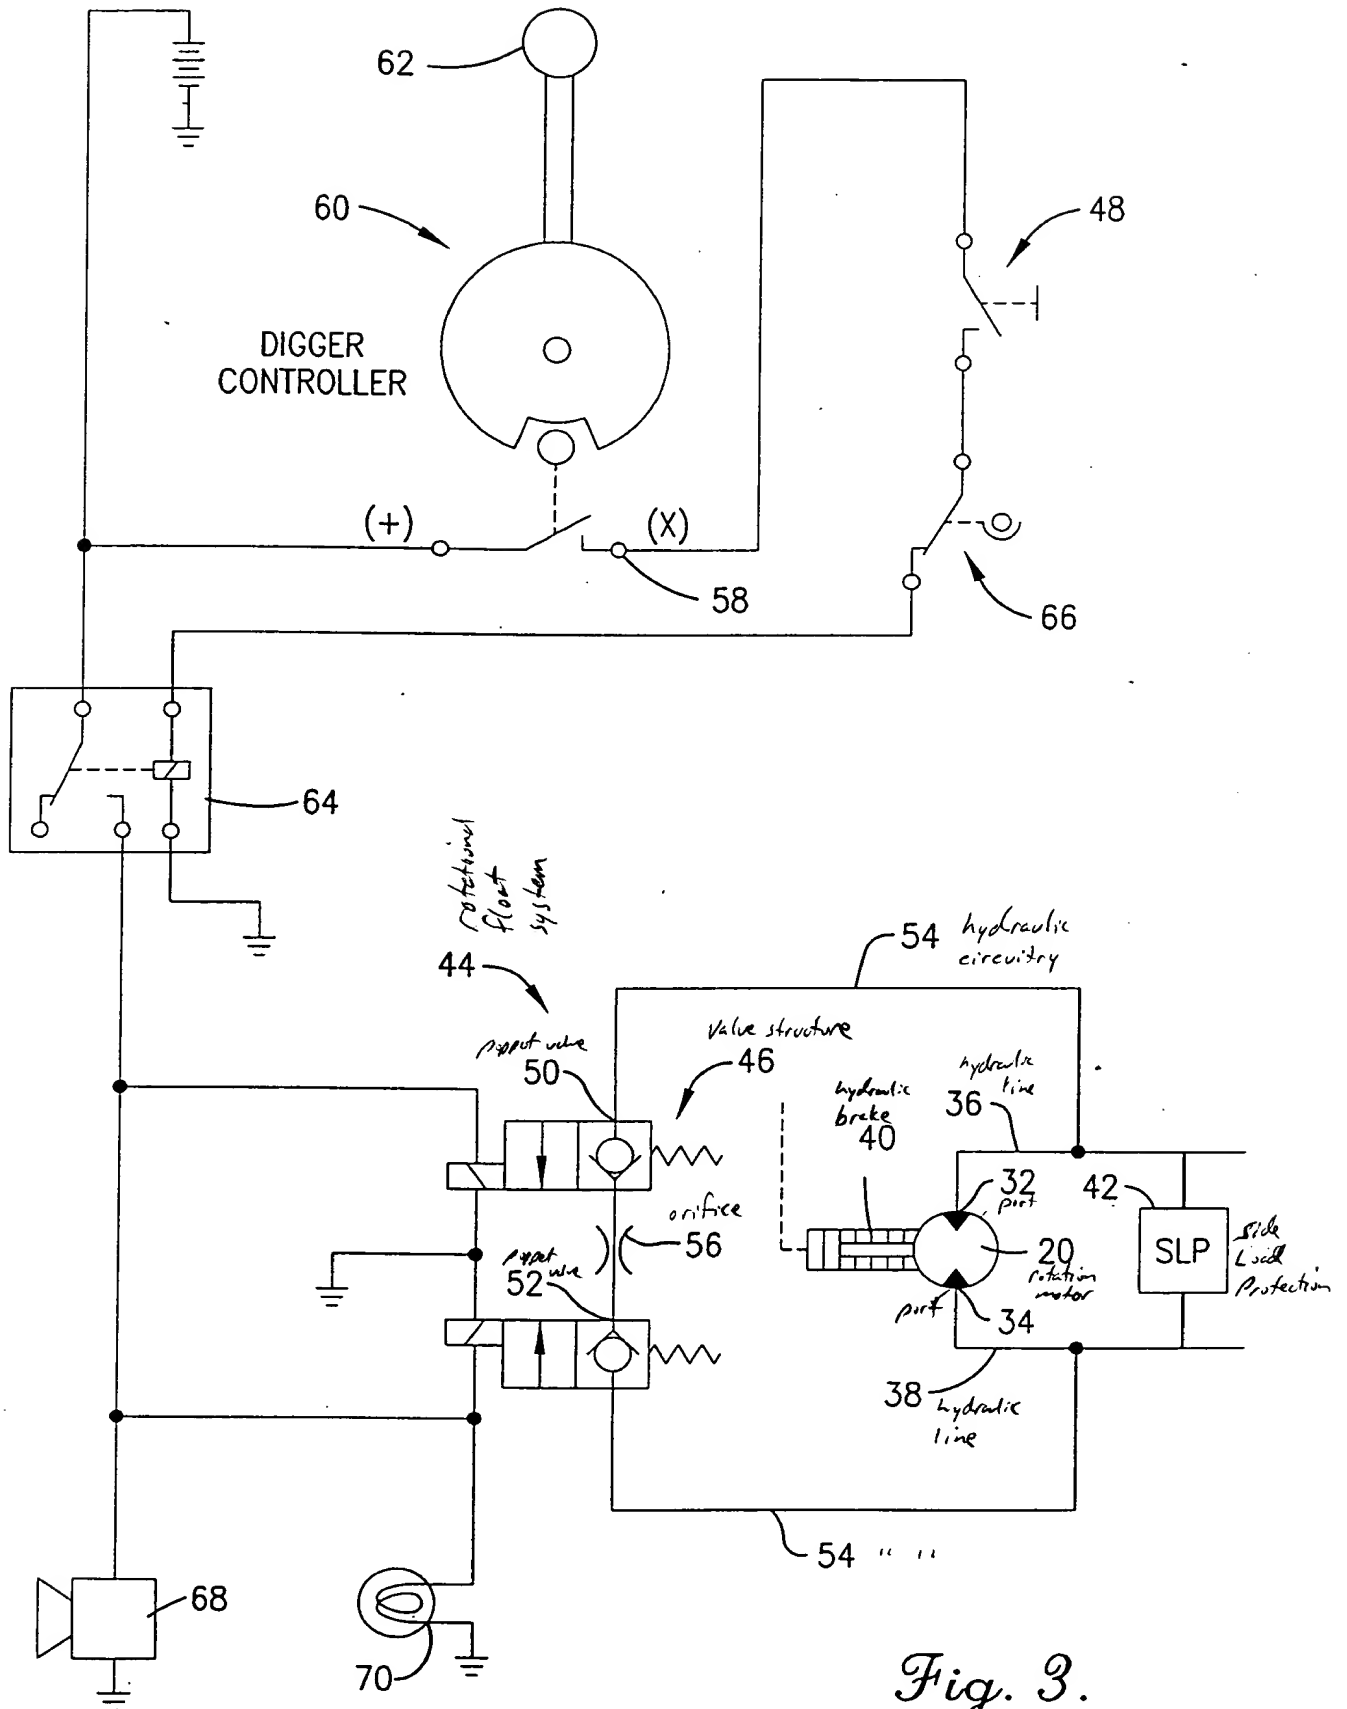 62
60
48
DIGGER
CONTROLLER
(+)
(X)
58
66
64
rotational
float
system
44
54 hydraulic
circuitry
poppet valve
50
Valve structure
46
hydraulic
brake
40
hydraulic
line
36
32
port
42
orifice
56
20
rotation
motor
SLP
Side
Load
Protection
poppet
valve
52
port
34
38 hydraulic
line
54 " "
68
70
Fig. 3.